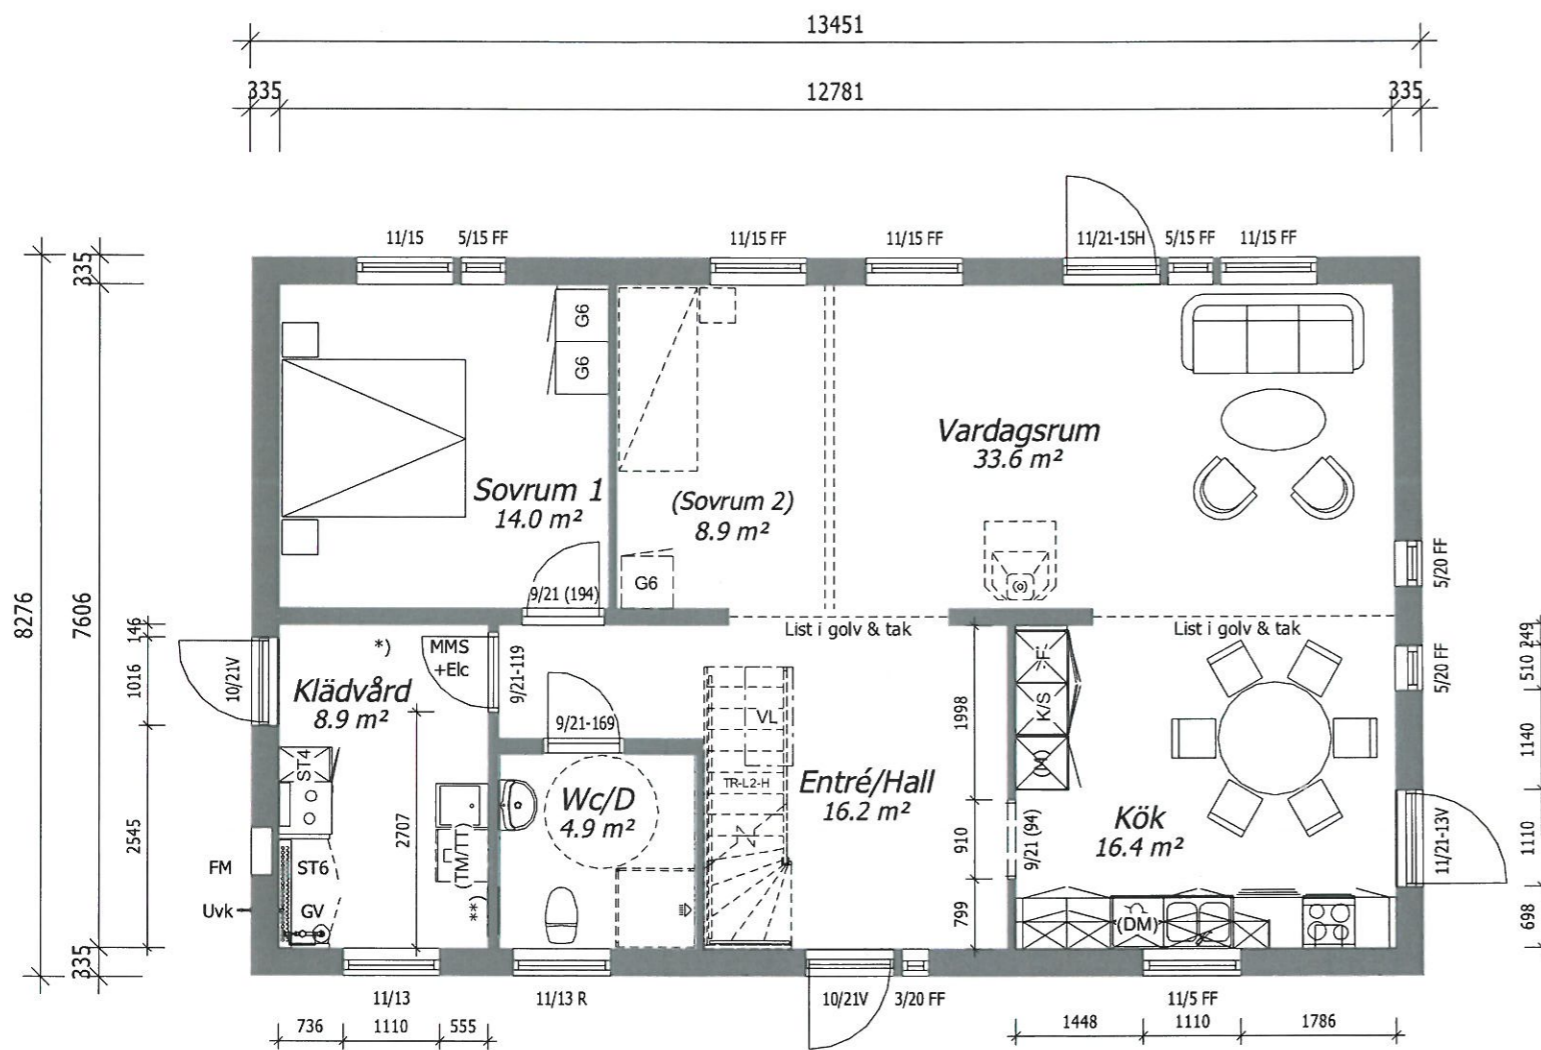 13451
335 12781 335
11/15 5/15 FF 11/15 FF 11/15 FF 11/21-15H 5/15 FF 11/15 FF
335
G6
G6
Vardagsrum
33.6 m²
Sovrum 1
14.0 m²
(Sovrum 2)
8.9 m²
G6
9/21 (194)
5/20 FF
8276
7606
146
1016
2545
335
List i golv & tak
List i golv & tak
10/21V
*)
MMS
+Elc
9/21-119
Klädvård
8.9 m²
9/21-169
ST4
2707
(TM/TT)
**)
FM
ST6
Uvk
GV
Wc/D
4.9 m²
VL
TR-L2-H
Entré/Hall
16.2 m²
1998
910
799
9/21 (94)
F
K/S
(M)
Kök
16.4 m²
(DM)
5/20 FF
11/21-13V
249
510
1140
1110
698
11/13 11/13 R 10/21V 3/20 FF 11/5 FF
736 1110 555 1448 1110 1786